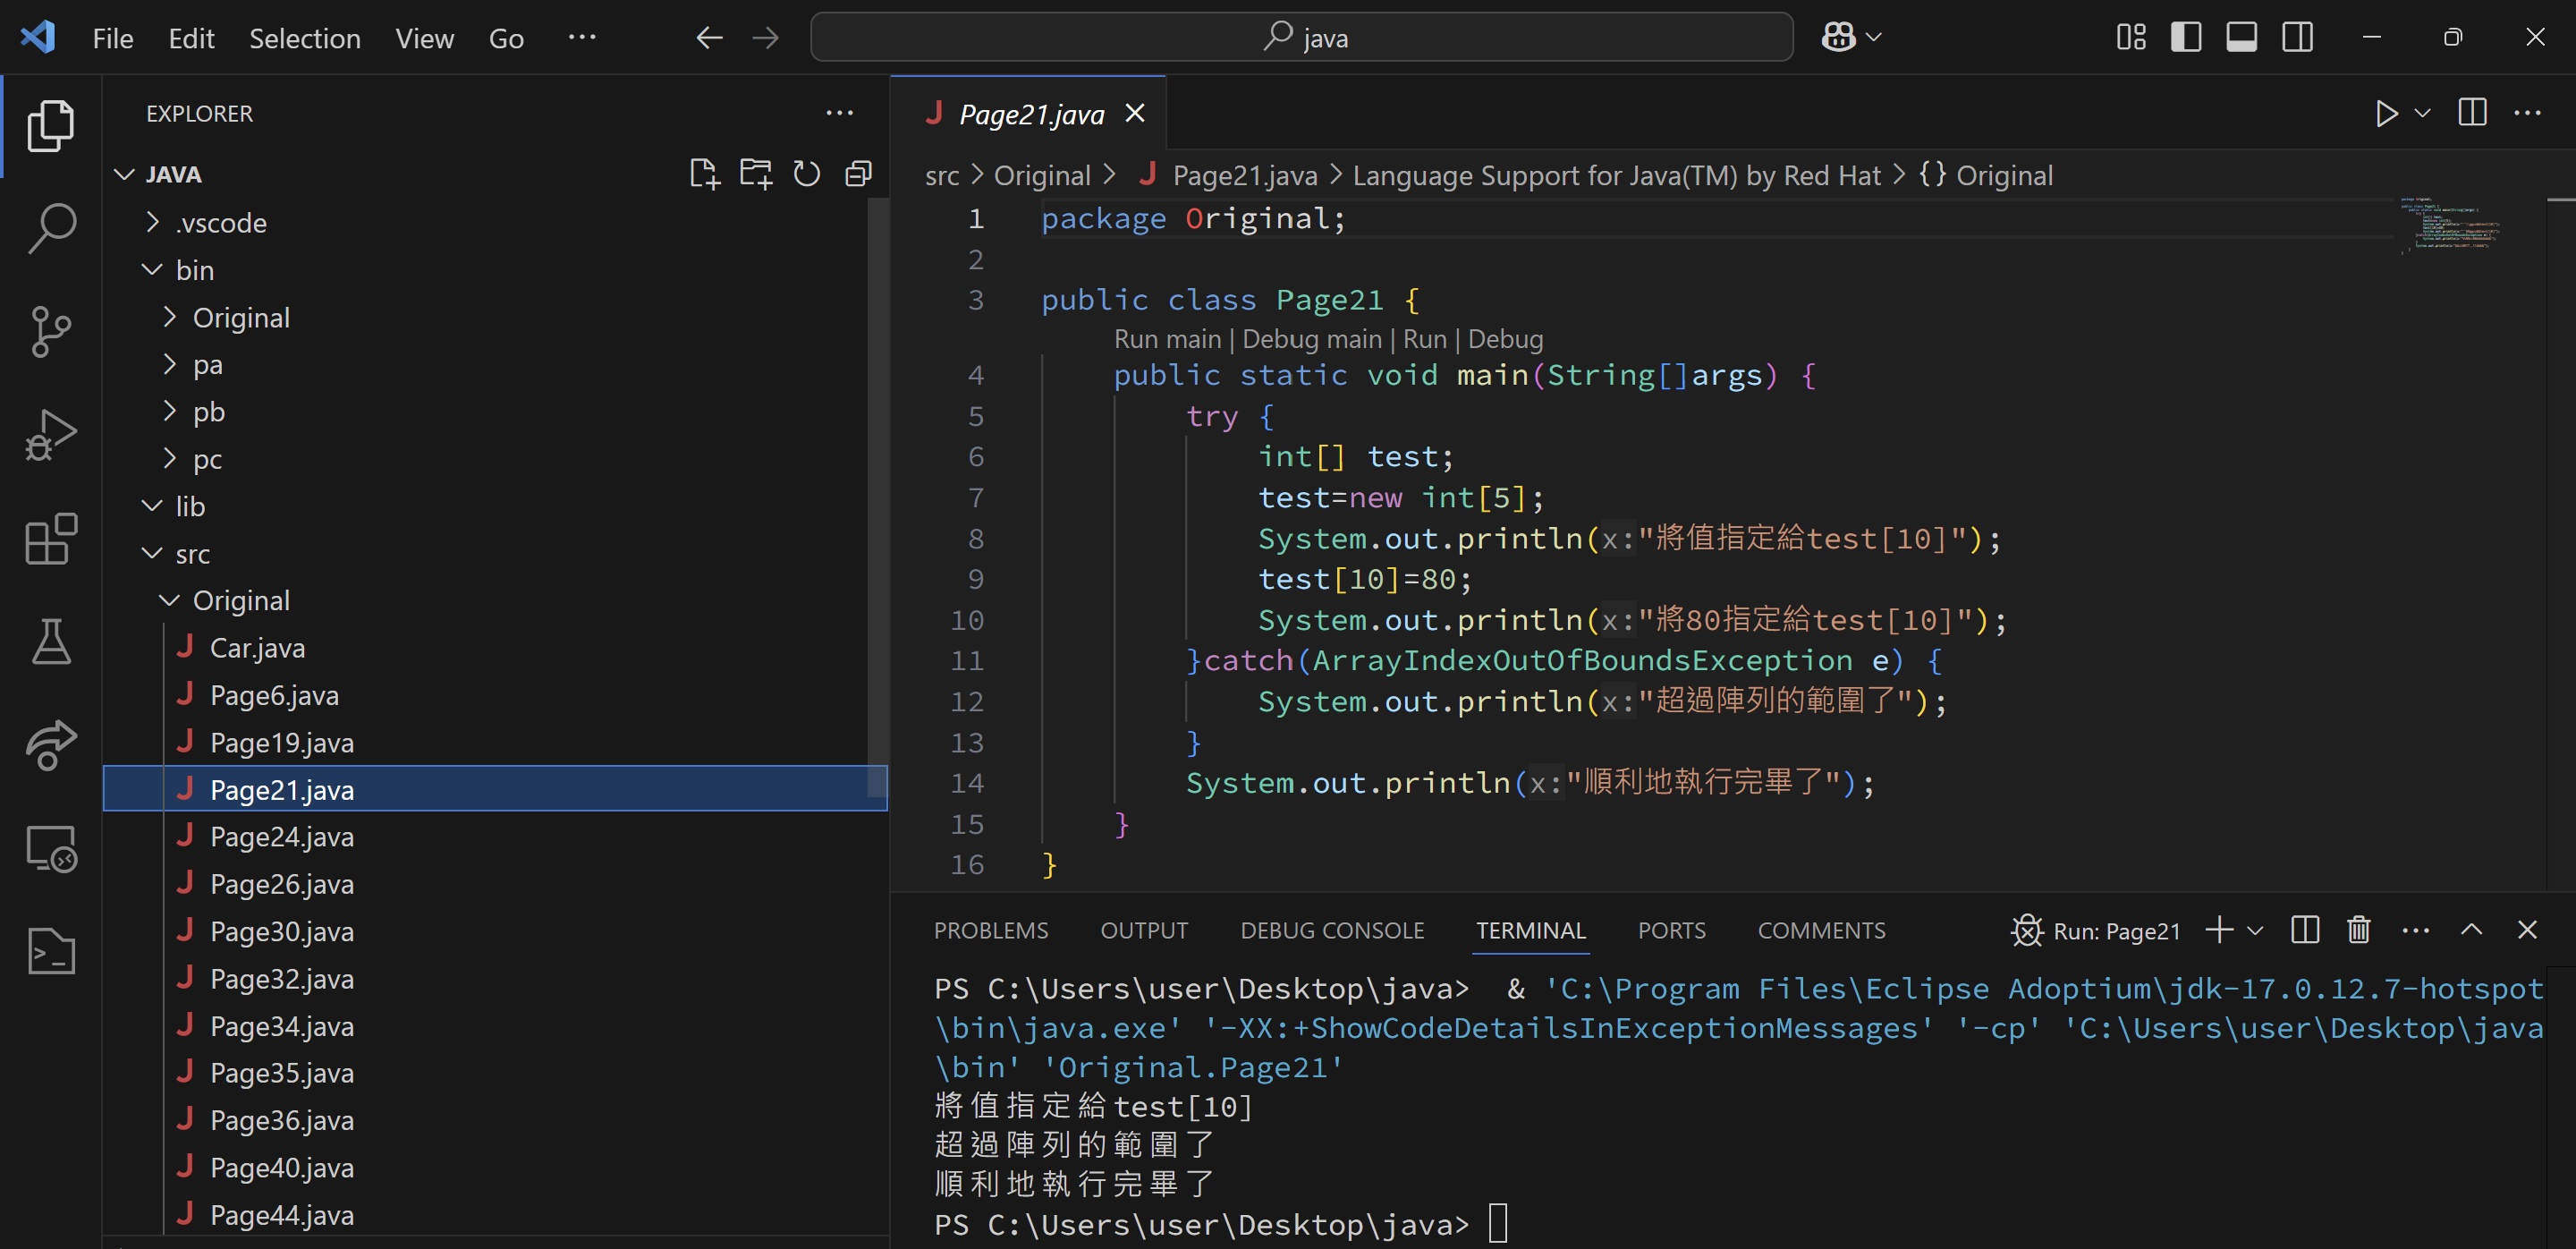 File Edit Selection View Go ···
java
EXPLORER
JAVA
.vscode
bin
Original
pa
pb
pc
lib
src
Original
Car.java
Page6.java
Page19.java
Page21.java
Page24.java
Page26.java
Page30.java
Page32.java
Page34.java
Page35.java
Page36.java
Page40.java
Page44.java
Page21.java
src > Original > Page21.java > Language Support for Java(TM) by Red Hat > {} Original
1 package Original;
2
3 public class Page21 {
Run main | Debug main | Run | Debug
4 public static void main(String[]args) {
5 try {
6 int[] test;
7 test=new int[5];
8 System.out.println(x:"將值指定給test[10]");
9 test[10]=80;
10 System.out.println(x:"將80指定給test[10]");
11 }catch(ArrayIndexOutOfBoundsException e) {
12 System.out.println(x:"超過陣列的範圍了");
13 }
14 System.out.println(x:"順利地執行完畢了");
15 }
16 }
PROBLEMS OUTPUT DEBUG CONSOLE TERMINAL PORTS COMMENTS
Run: Page21
PS C:\Users\user\Desktop\java>  & 'C:\Program Files\Eclipse Adoptium\jdk-17.0.12.7-hotspot
\bin\java.exe' '-XX:+ShowCodeDetailsInExceptionMessages' '-cp' 'C:\Users\user\Desktop\java
\bin' 'Original.Page21'
將值指定給test[10]
超過陣列的範圍了
順利地執行完畢了
PS C:\Users\user\Desktop\java>